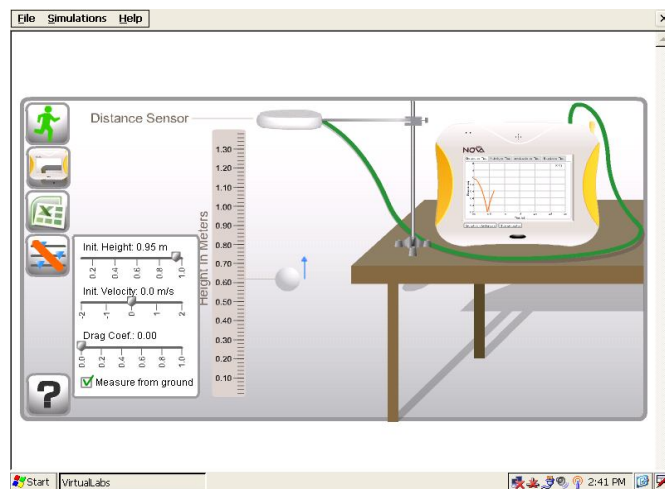 File Simulations Help
Distance Sensor
NOVA
Height In Meters
1.30
1.20
1.10
1.00
0.90
0.80
0.70
0.60
0.50
0.40
0.30
0.20
0.10
Init. Height: 0.95 m
0.2 0.4 0.6 0.8 1.0
Init. Velocity: 0.0 m/s
-2 -1 0 1 2
Drag Coef.: 0.00
0.0 0.2 0.4 0.6 0.8 1.0
Measure from ground
?
Start VirtualLabs 2:41 PM